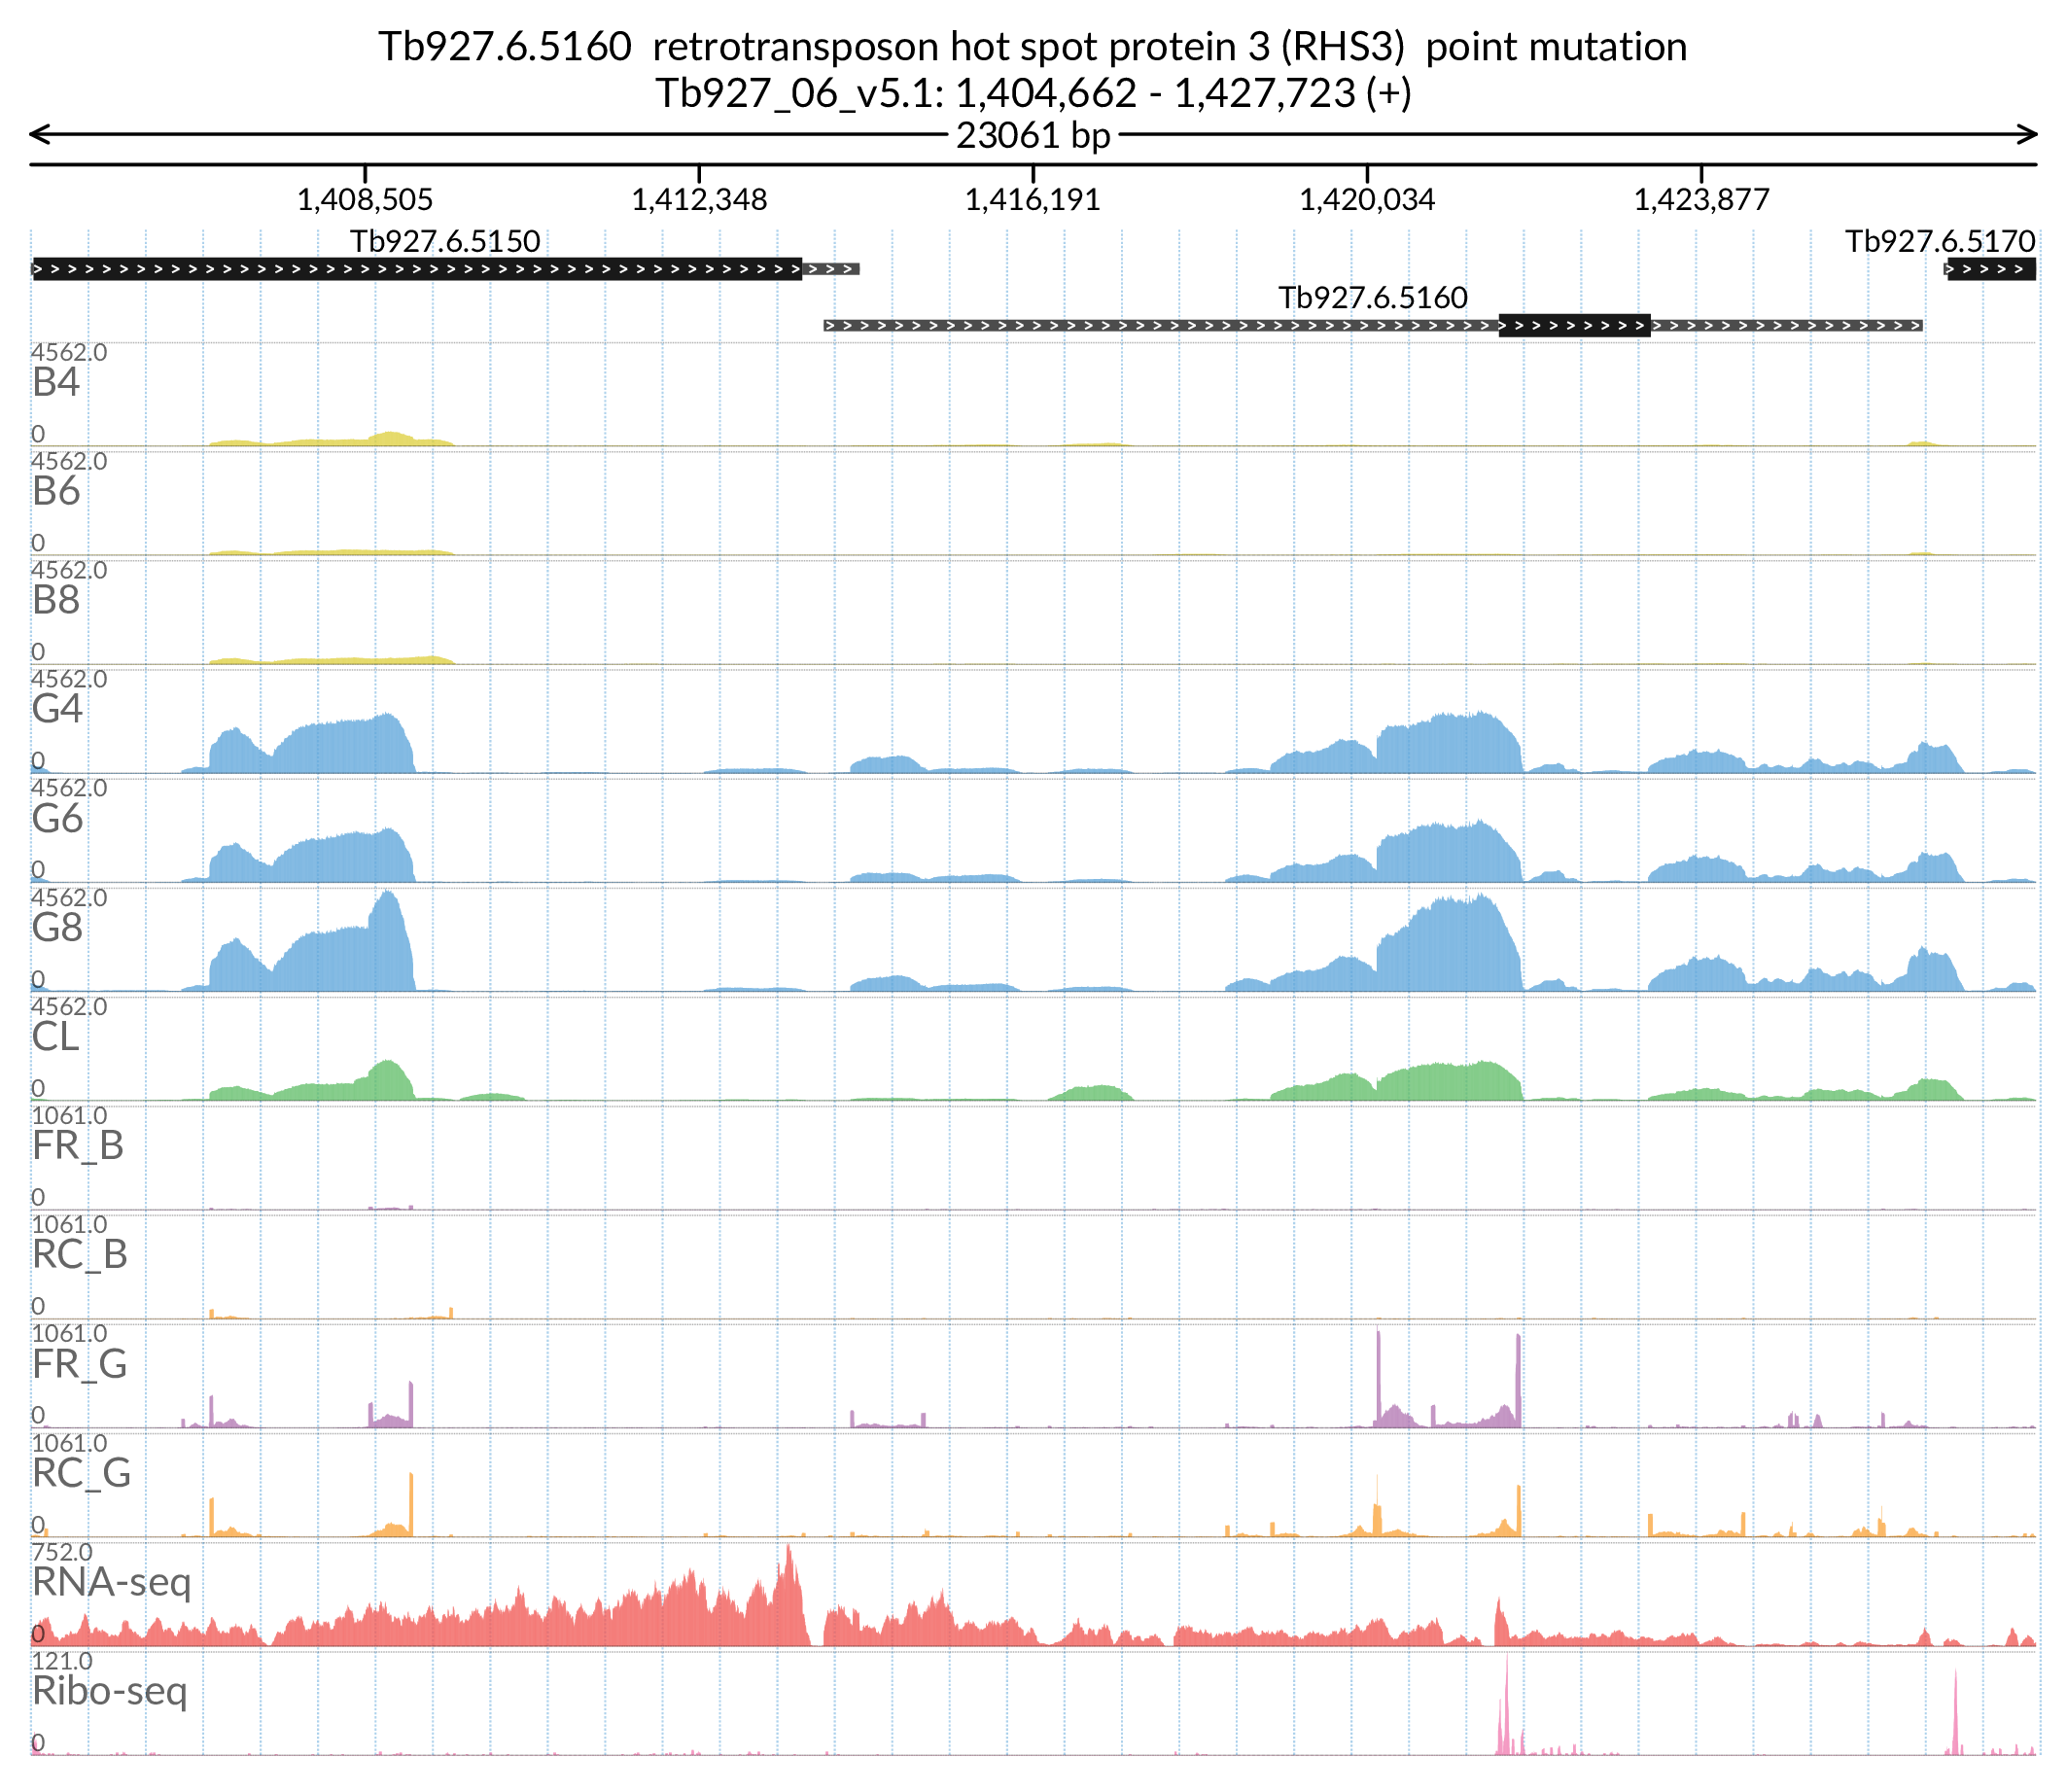 Tb927.6.5160 retrotransposon hot spot protein 3 (RHS3) point mutation
Tb927_06_v5.1: 1,404,662 - 1,427,723 (+)
23061 bp
1,408,505 1,412,348 1,416,191 1,420,034 1,423,877
Tb927.6.5150 Tb927.6.5170
Tb927.6.5160
4562.0
B4
0
4562.0
B6
0
4562.0
B8
0
4562.0
G4
0
4562.0
G6
0
4562.0
G8
0
4562.0
CL
0
1061.0
FR_B
0
1061.0
RC_B
0
1061.0
FR_G
0
1061.0
RC_G
0
752.0
RNA-seq
0
121.0
Ribo-seq
0